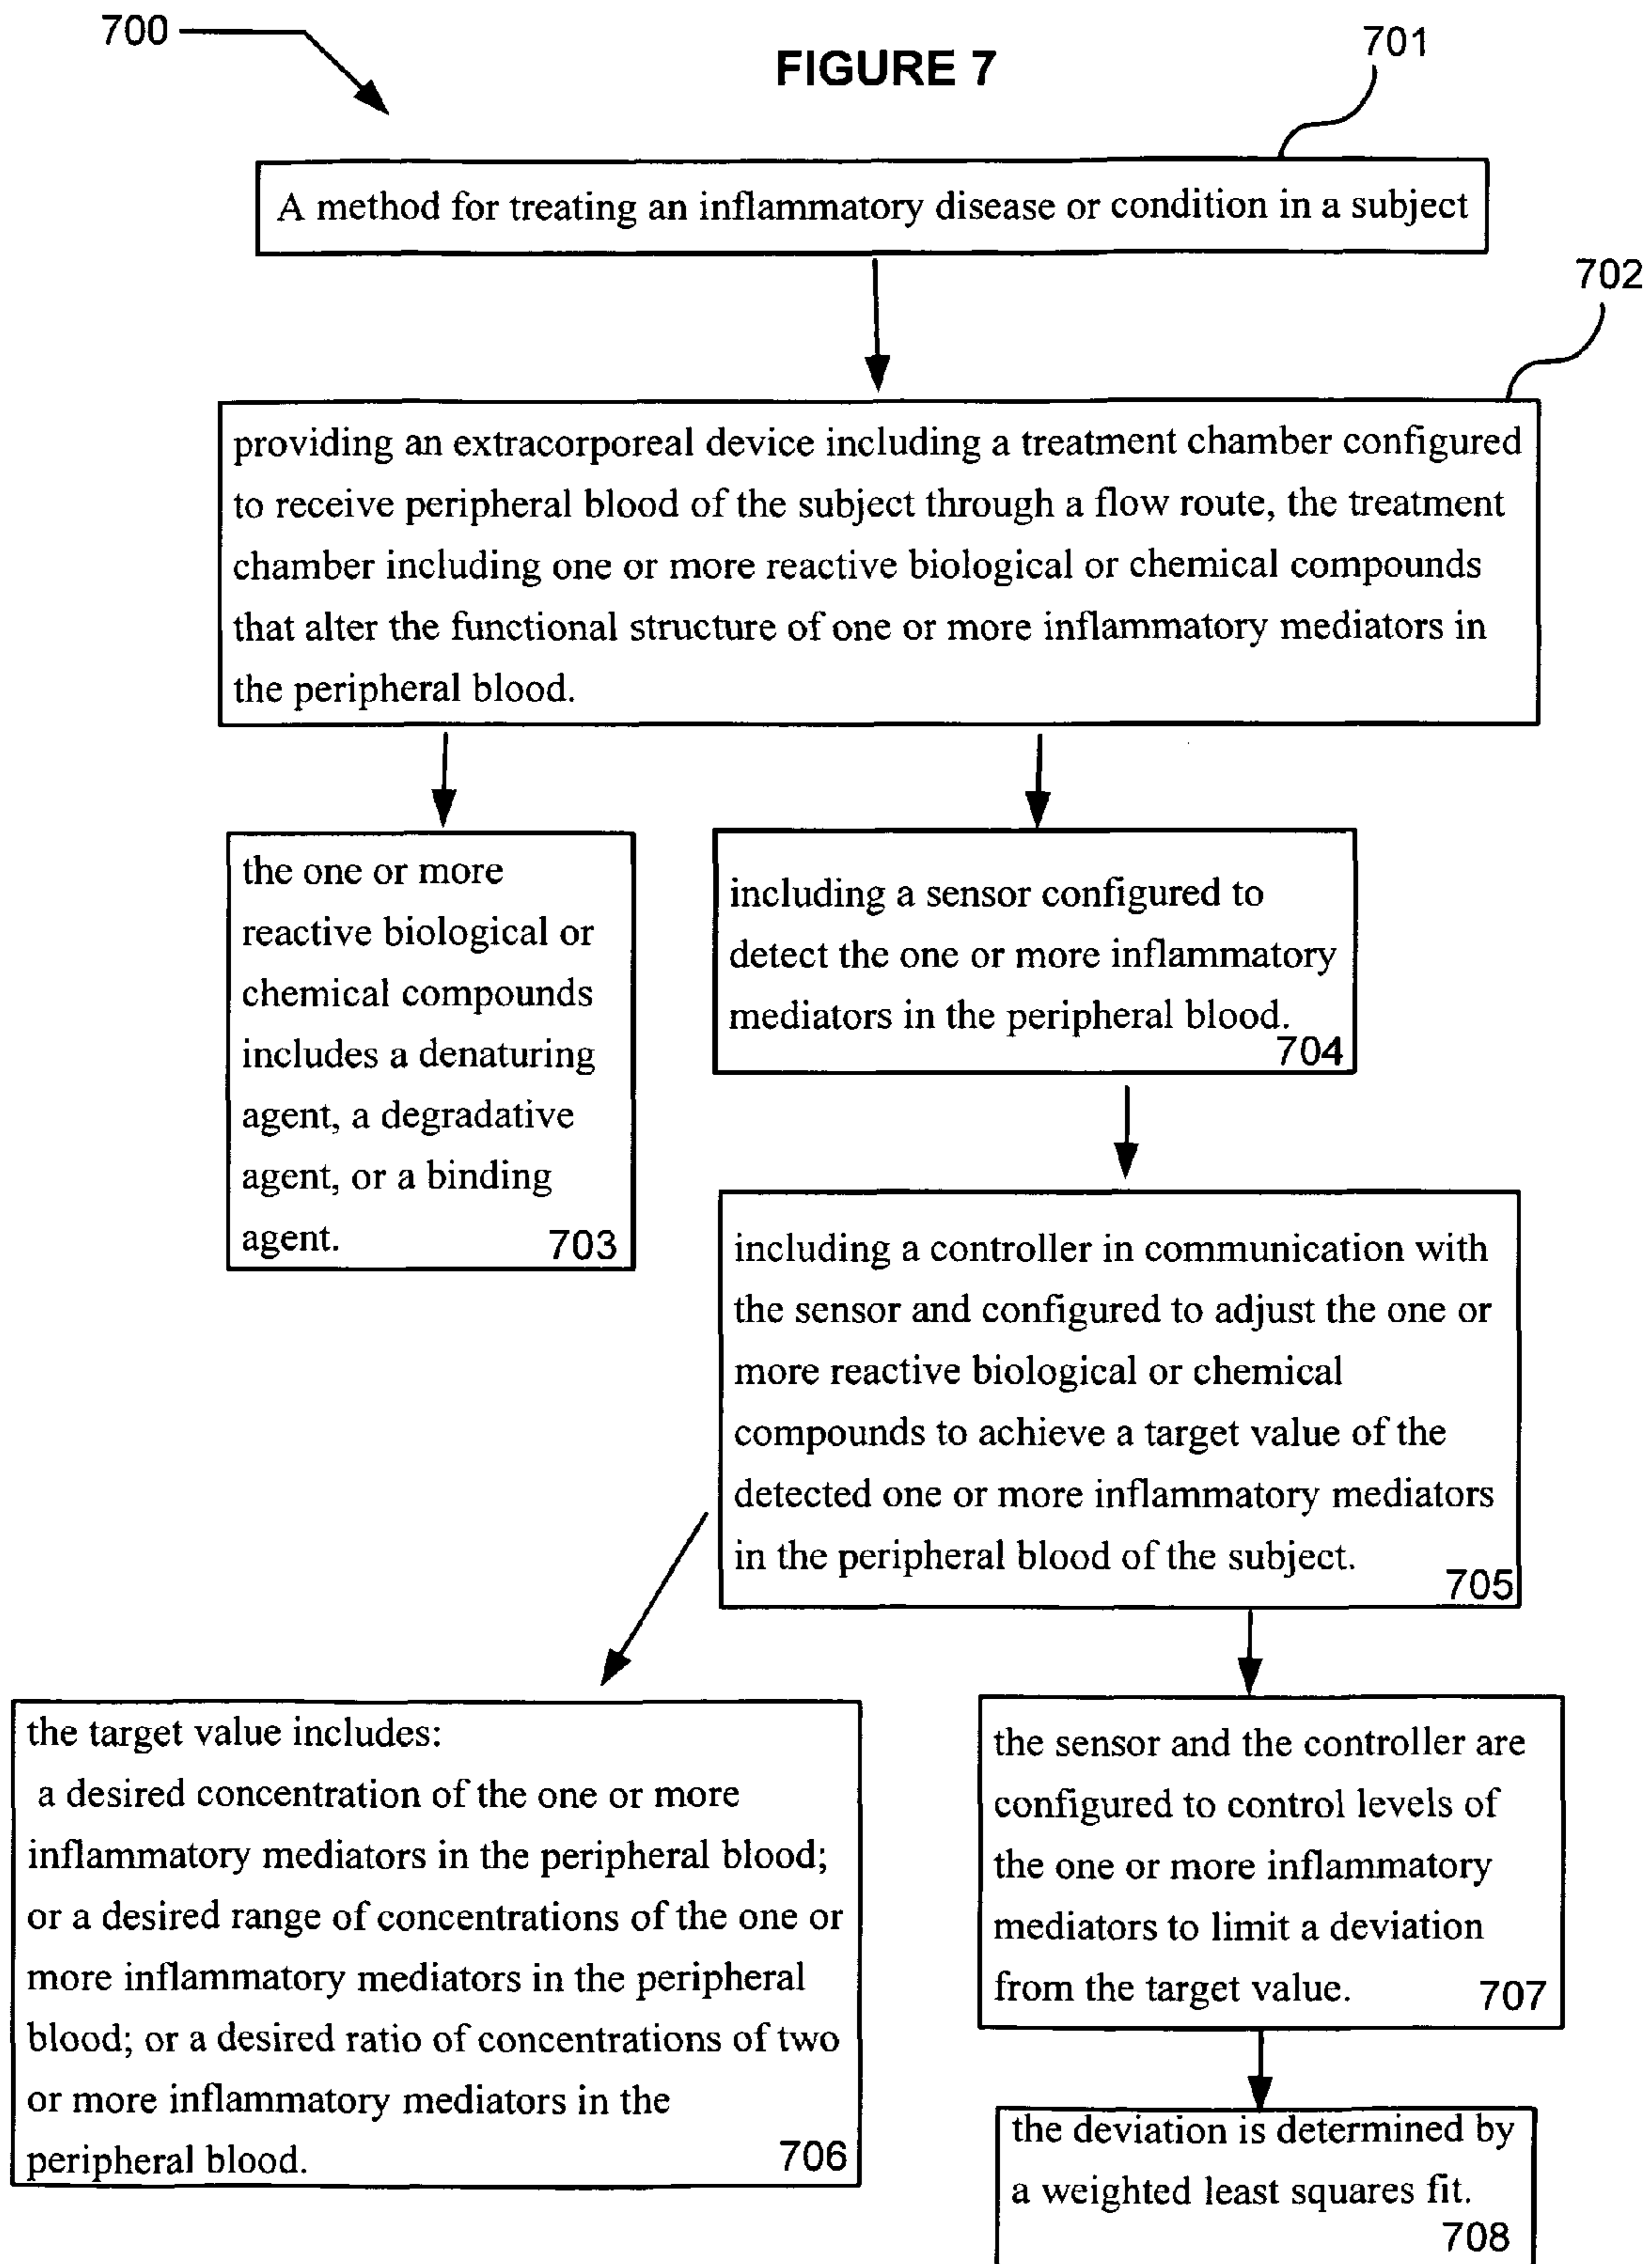 700
FIGURE 7
701
A method for treating an inflammatory disease or condition in a subject
702
providing an extracorporeal device including a treatment chamber configured
to receive peripheral blood of the subject through a flow route, the treatment
chamber including one or more reactive biological or chemical compounds
that alter the functional structure of one or more inflammatory mediators in
the peripheral blood.
the one or more
reactive biological or
chemical compounds
includes a denaturing
agent, a degradative
agent, or a binding
agent. 703
including a sensor configured to
detect the one or more inflammatory
mediators in the peripheral blood.
704
including a controller in communication with
the sensor and configured to adjust the one or
more reactive biological or chemical
compounds to achieve a target value of the
detected one or more inflammatory mediators
in the peripheral blood of the subject.
705
the target value includes:
a desired concentration of the one or more
inflammatory mediators in the peripheral blood;
or a desired range of concentrations of the one or
more inflammatory mediators in the peripheral
blood; or a desired ratio of concentrations of two
or more inflammatory mediators in the
peripheral blood. 706
the sensor and the controller are
configured to control levels of
the one or more inflammatory
mediators to limit a deviation
from the target value. 707
the deviation is determined by
a weighted least squares fit.
708